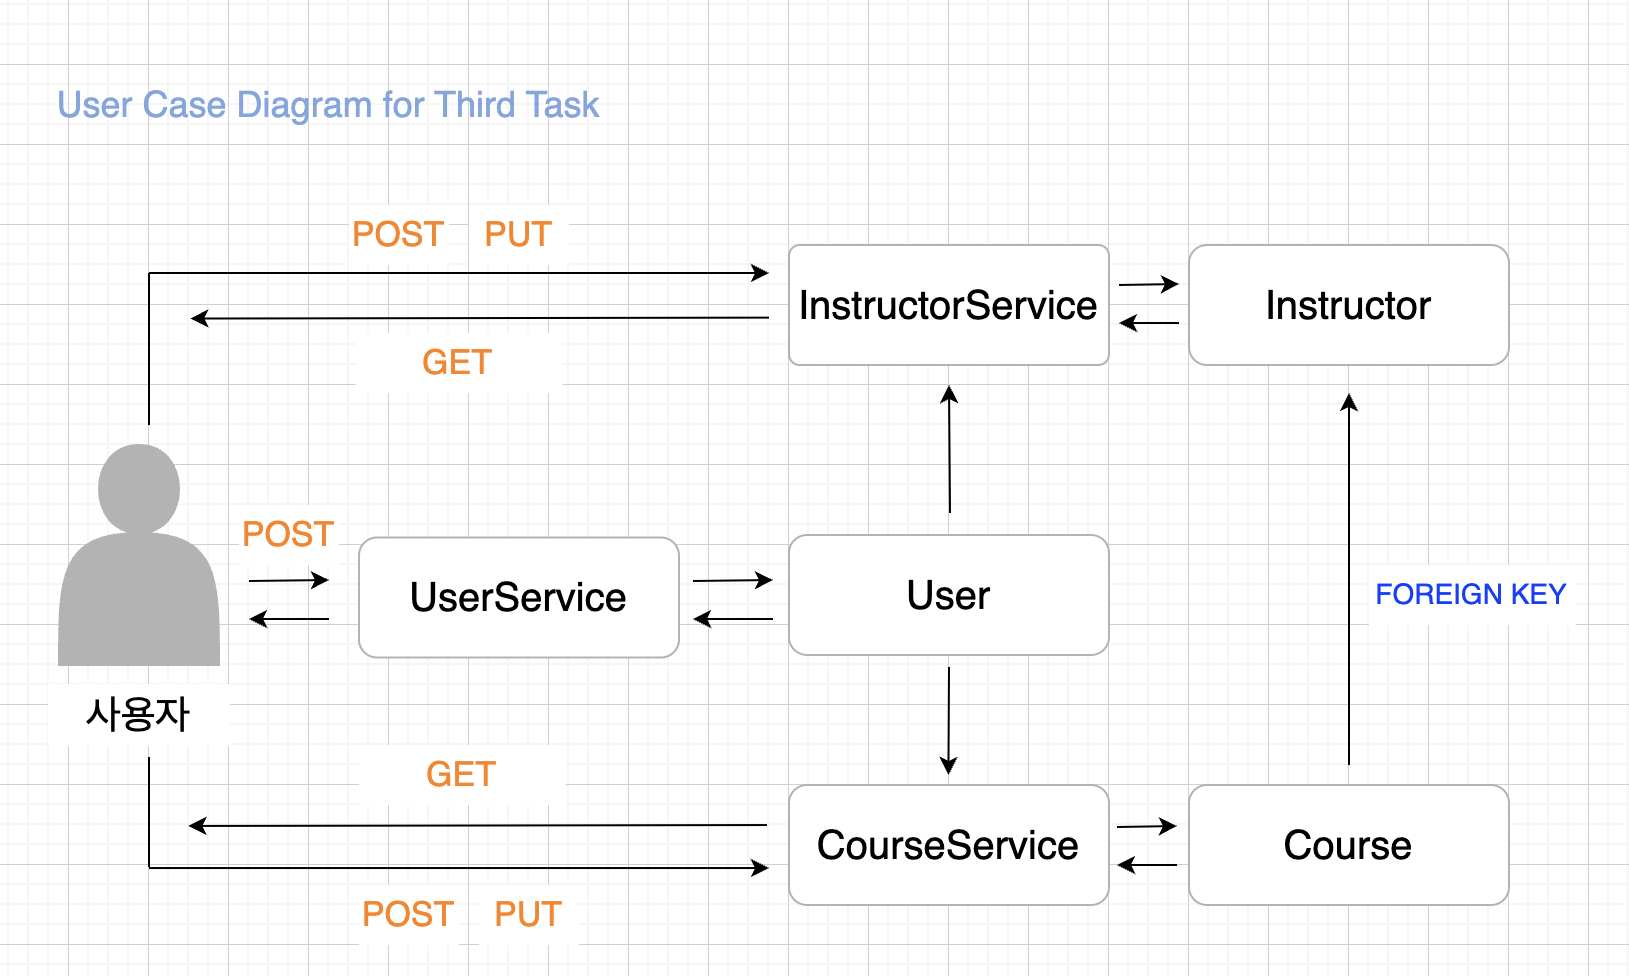 User Case Diagram for Third Task
POST PUT
InstructorService
Instructor
GET
POST
UserService
User
FOREIGN KEY
사용자
GET
CourseService
Course
POST PUT